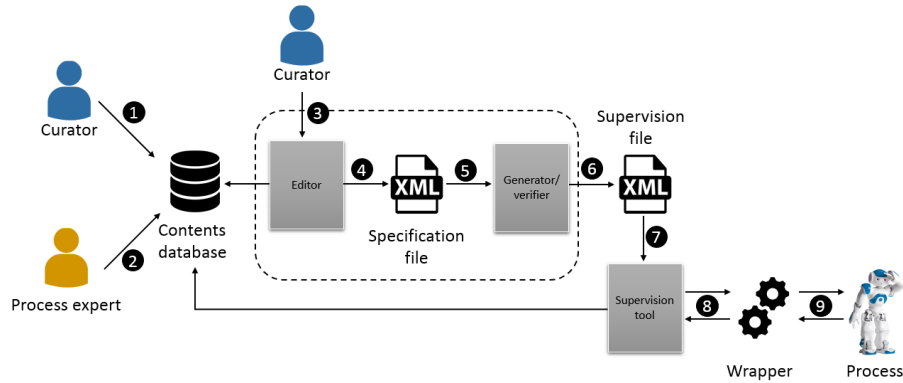 Curator
1
Curator
3
Supervision
file
Editor
4
XML
5
Generator/
verifier
6
XML
Contents
database
Specification
file
2
Process expert
7
Supervision
tool
8
9
Wrapper
Process